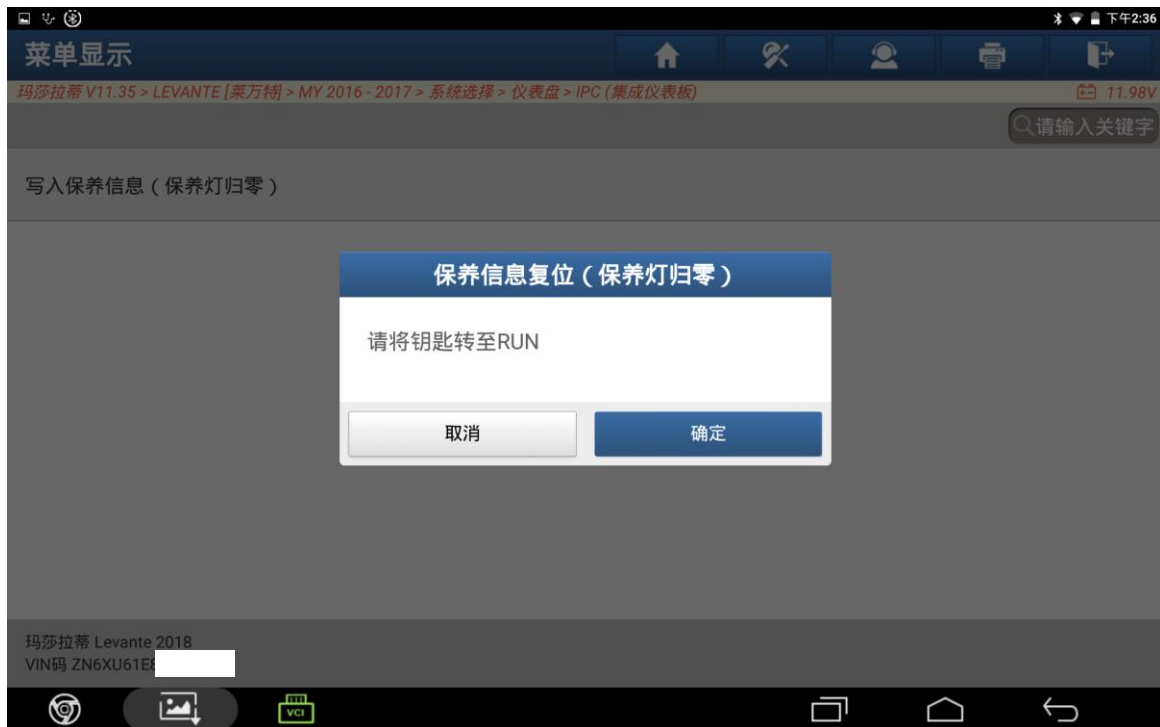 下午2:36
菜单显示
玛莎拉蒂 V11.35 > LEVANTE [莱万特] > MY 2016 - 2017 > 系统选择 > 仪表盘 > IPC (集成仪表板)
11.98V
请输入关键字
写入保养信息（保养灯归零）
保养信息复位（保养灯归零）
请将钥匙转至RUN
取消
确定
玛莎拉蒂 Levante 2018
VIN码 ZN6XU61E8
VCI